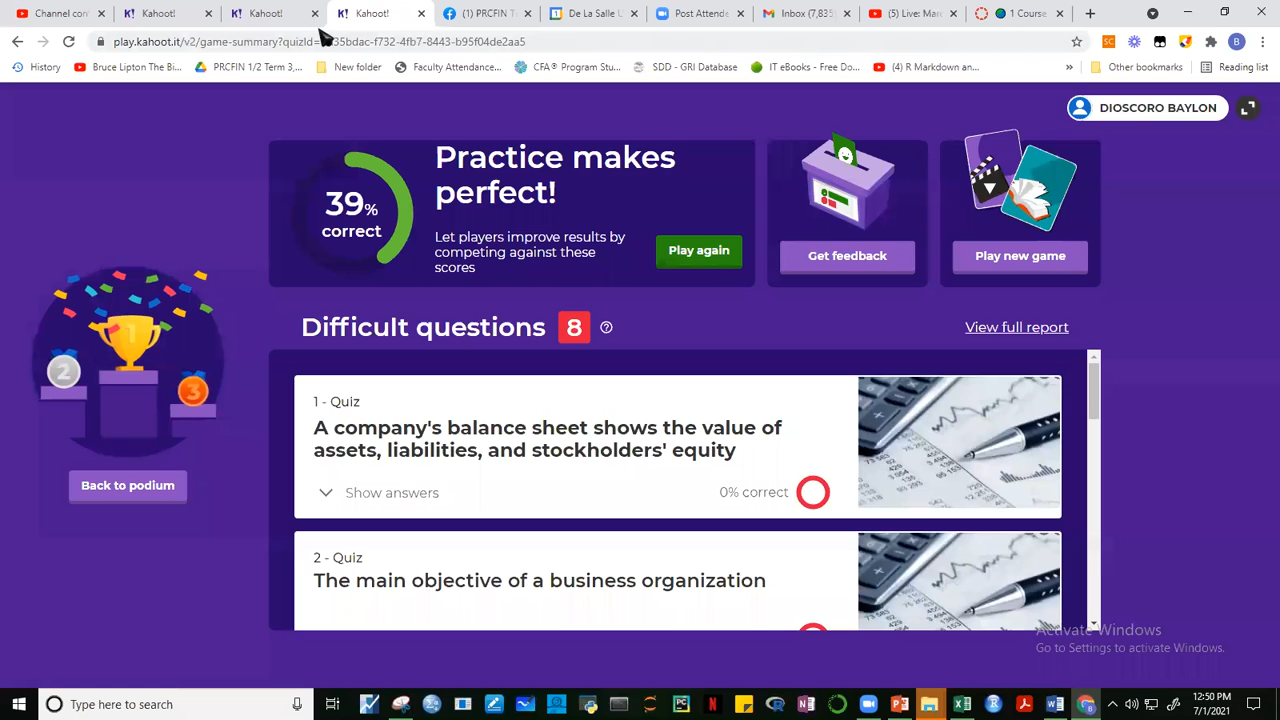 Channel con
Kahoot!
Kahoot!
Kahoot!
(1) PRCFIN T
De La Salle U
Post Attende
Inbox (7,835
(5) Live: Mar
1 Course
play.kahoot.it/v2/game-summary?quizId= 35bdac-f732-4fb7-8443-b95f04de2aa5
SC
B
History
Bruce Lipton The Bi...
PRCFIN 1/2 Term 3,...
New folder
Faculty Attendance...
CFA® Program Stu...
SDD - GRI Database
IT eBooks - Free Do...
(4) R Markdown an...
»
Other bookmarks
Reading list
DIOSCORO BAYLON
39%
correct
Practice makes
perfect!
Let players improve results by
competing against these
scores
Play again
Get feedback
Play new game
1
2
3
Back to podium
Difficult questions 8
View full report
1 - Quiz
A company's balance sheet shows the value of
assets, liabilities, and stockholders' equity
Show answers
0% correct
2 - Quiz
The main objective of a business organization
Activate Windows
Go to Settings to activate Windows.
Type here to search
12:50 PM
7/1/2021